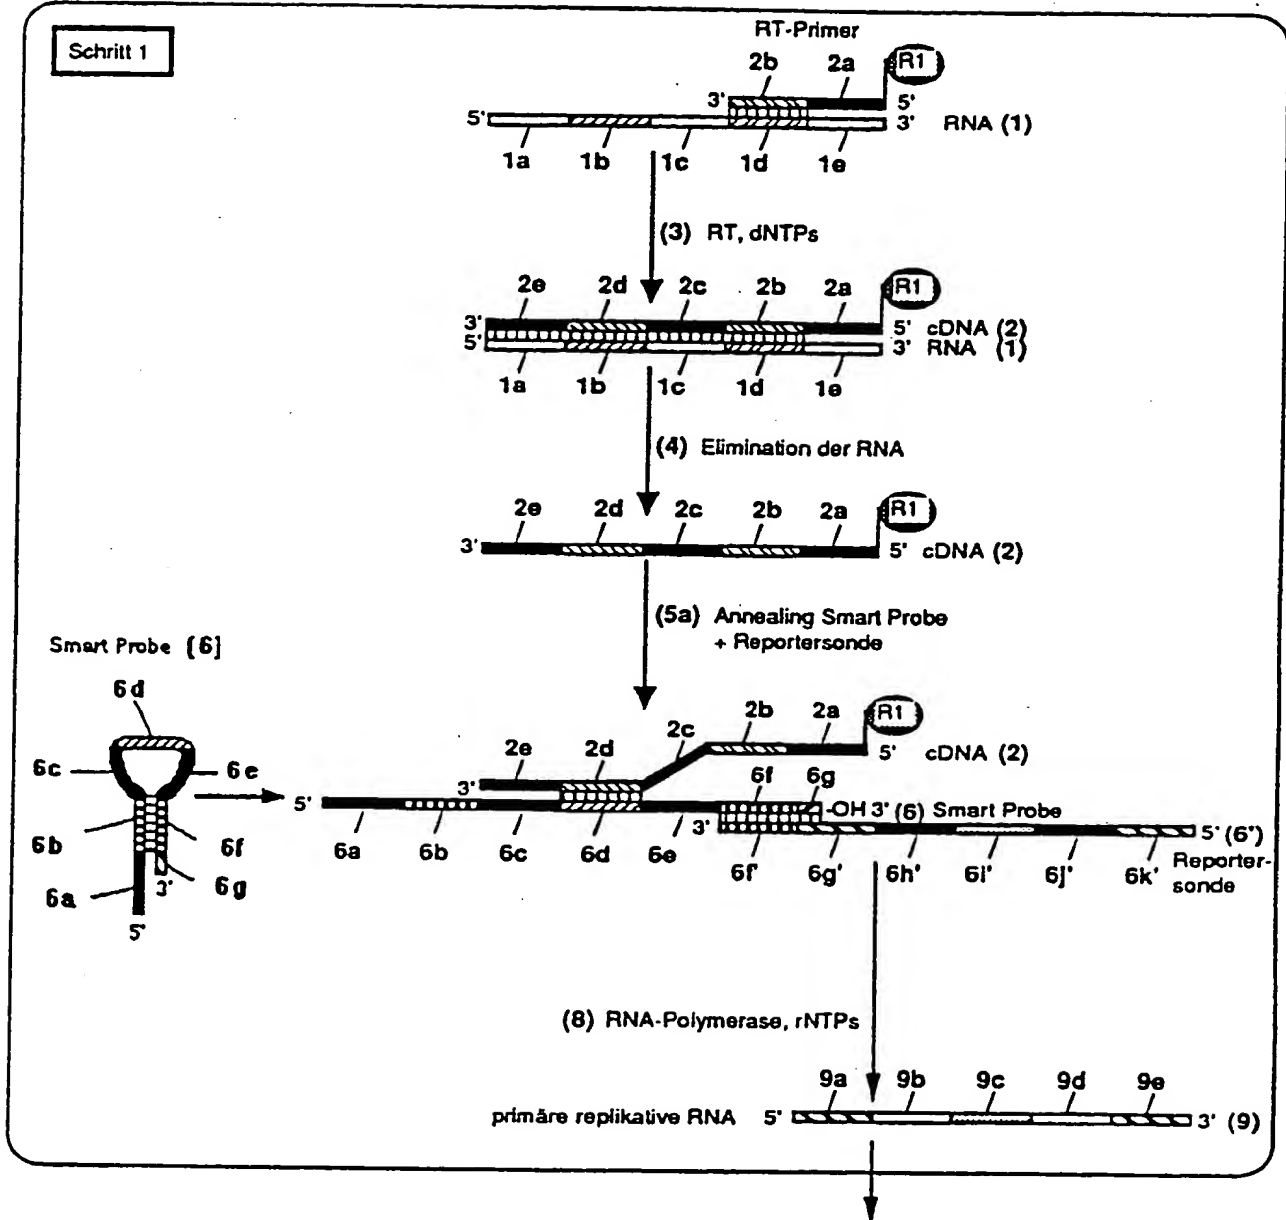 Schritt 1
RT-Primer
2b 2a R1
3' 5'
5' 3' RNA (1)
1a 1b 1c 1d 1e
(3) RT, dNTPs
2e 2d 2c 2b 2a R1
3' 5' cDNA (2)
5' 3' RNA (1)
1a 1b 1c 1d 1e
(4) Elimination der RNA
2e 2d 2c 2b 2a R1
3' 5' cDNA (2)
(5a) Annealing Smart Probe
+ Reportersonde
Smart Probe [6]
6d
6c 6e
6b 6f
6a 6g
3'
5'
2e 2d 2c 2b 2a R1
5' cDNA (2)
3' 6f 6g
5' -OH 3' (6) Smart Probe
3' 5' (6')
6a 6b 6c 6d 6e 6f' 6g' 6h' 6i' 6j' 6k' Reporter-
sonde
(8) RNA-Polymerase, rNTPs
9a 9b 9c 9d 9e
primäre replikative RNA 5' 3' (9)